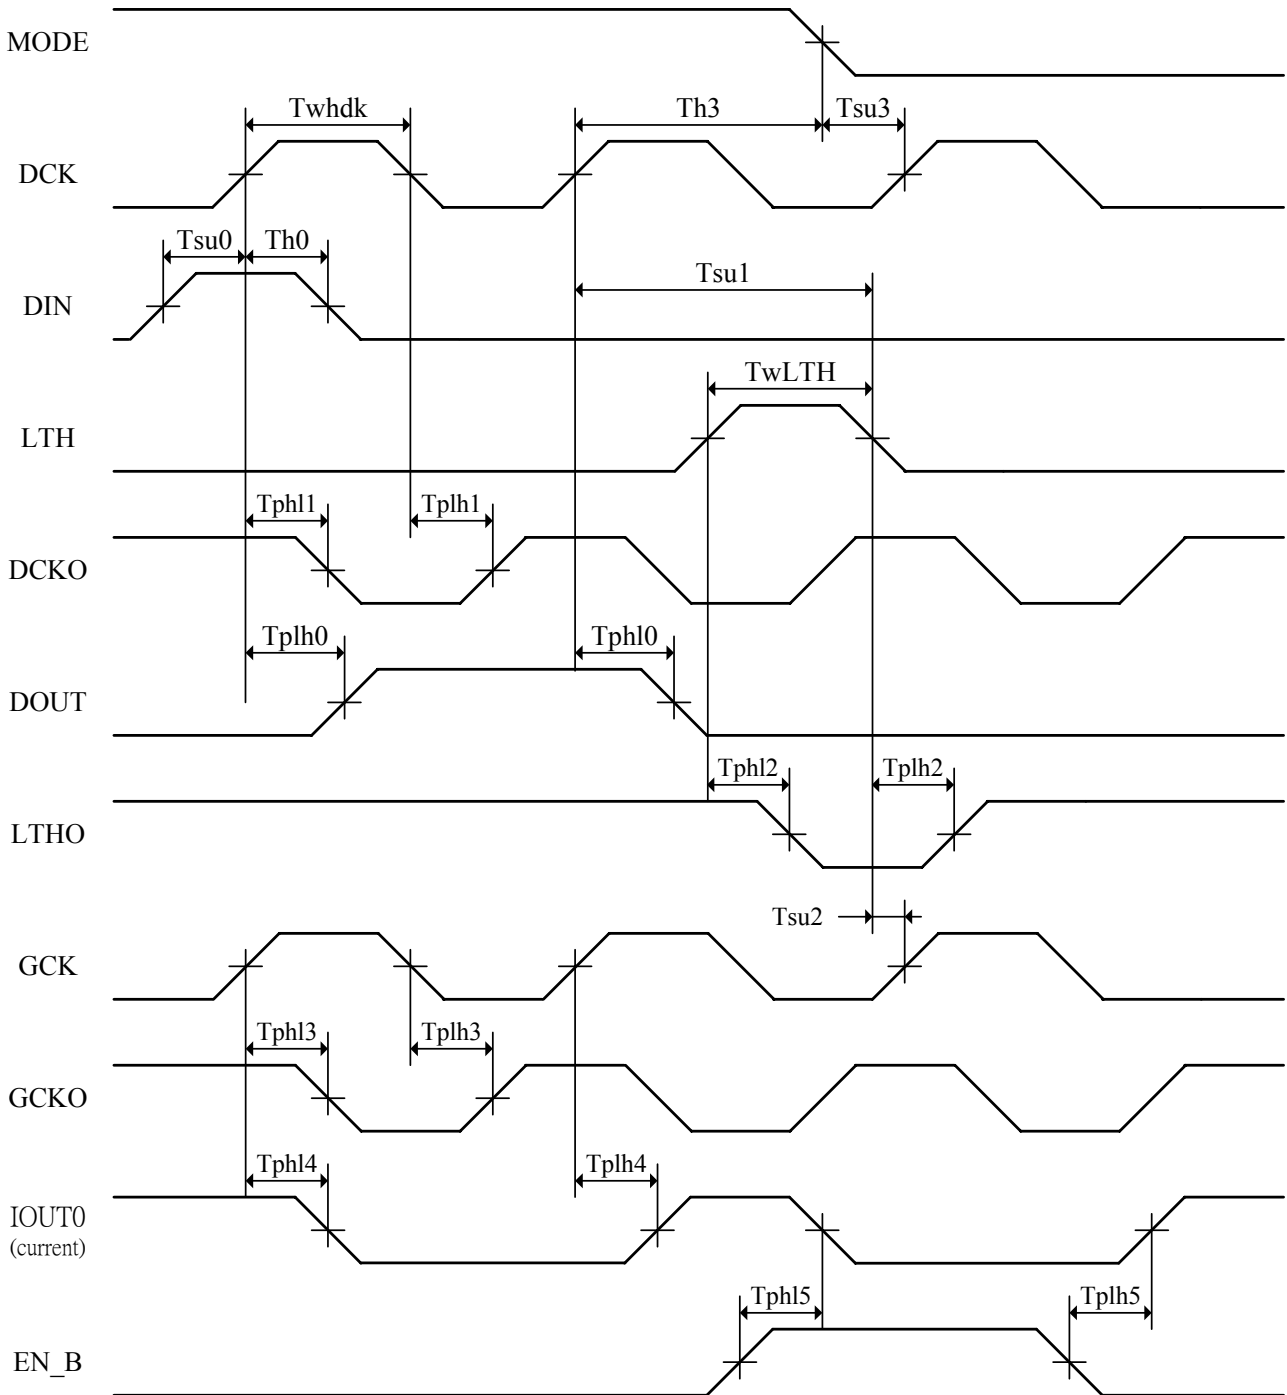 MODE
Twhdk
Th3
Tsu3
DCK
Tsu0
Th0
Tsu1
DIN
TwLTH
LTH
Tphl1
Tplh1
DCKO
Tplh0
Tphl0
DOUT
Tphl2
Tplh2
LTHO
Tsu2
GCK
Tphl3
Tplh3
GCKO
Tphl4
Tplh4
IOUT0
(current)
Tphl5
Tplh5
EN_B